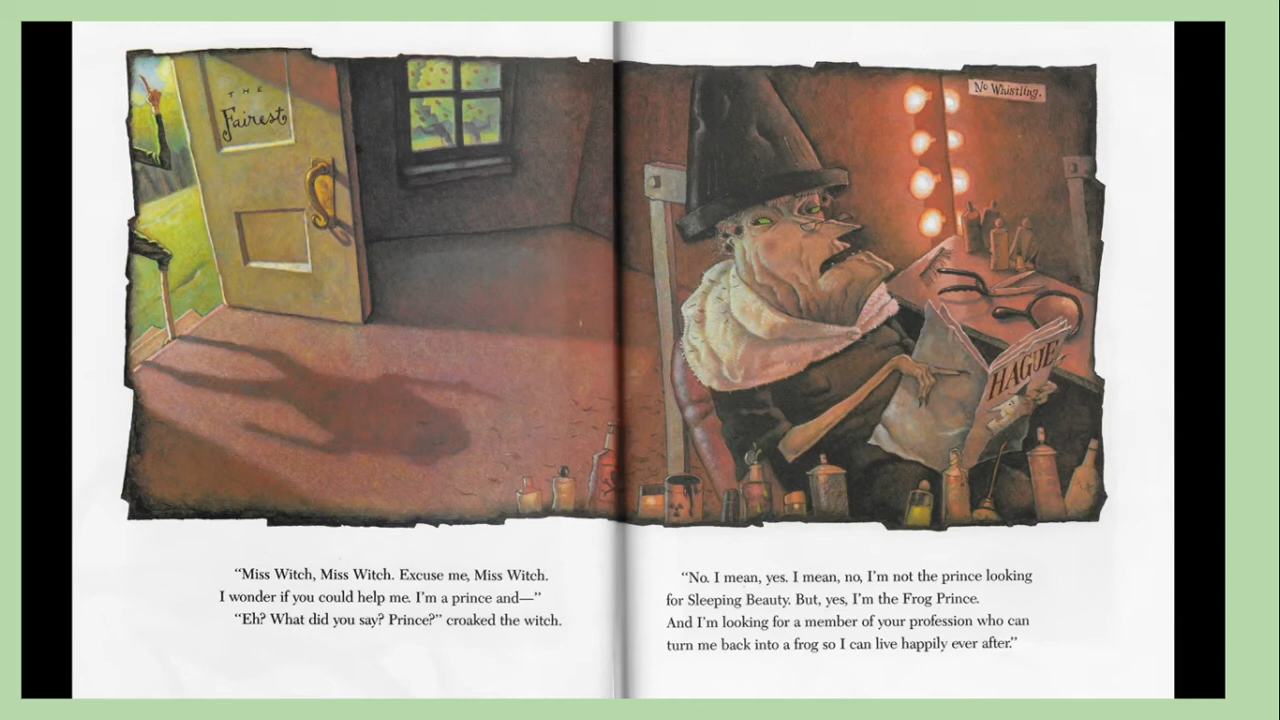 THE
Fairest
No Whistling.
HAGUE
“Miss Witch, Miss Witch. Excuse me, Miss Witch.
I wonder if you could help me. I’m a prince and—”
“Eh? What did you say? Prince?” croaked the witch.
“No. I mean, yes. I mean, no, I’m not the prince looking
for Sleeping Beauty. But, yes, I’m the Frog Prince.
And I’m looking for a member of your profession who can
turn me back into a frog so I can live happily ever after.”